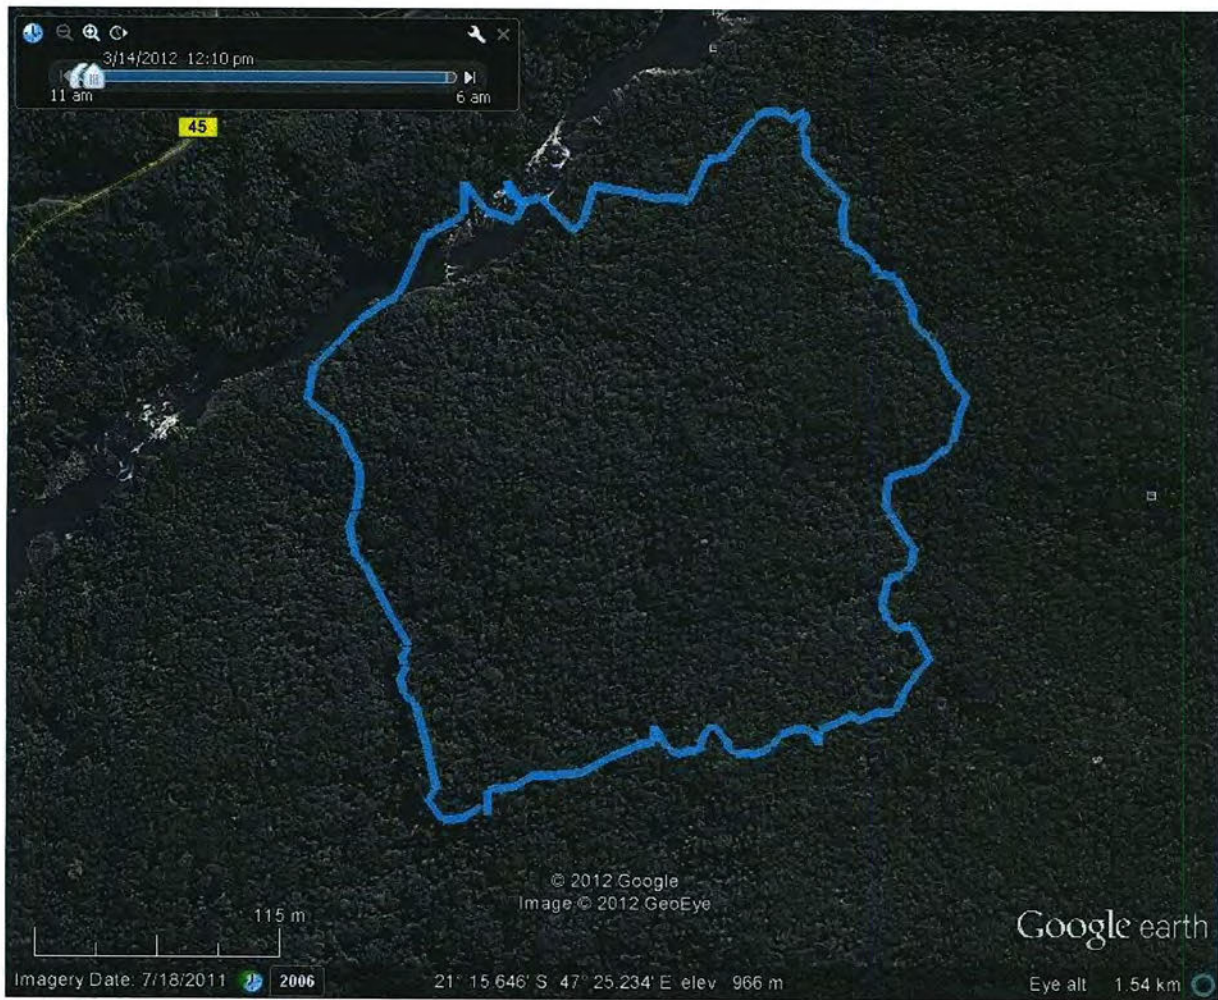 3/14/2012 12:10 pm
11 am 6 am
45
© 2012 Google
Image © 2012 GeoEye
115 m
Google earth
Imagery Date: 7/18/2011 2006 21° 15.646' S 47° 25.234' E elev 966 m Eye alt 1.54 km